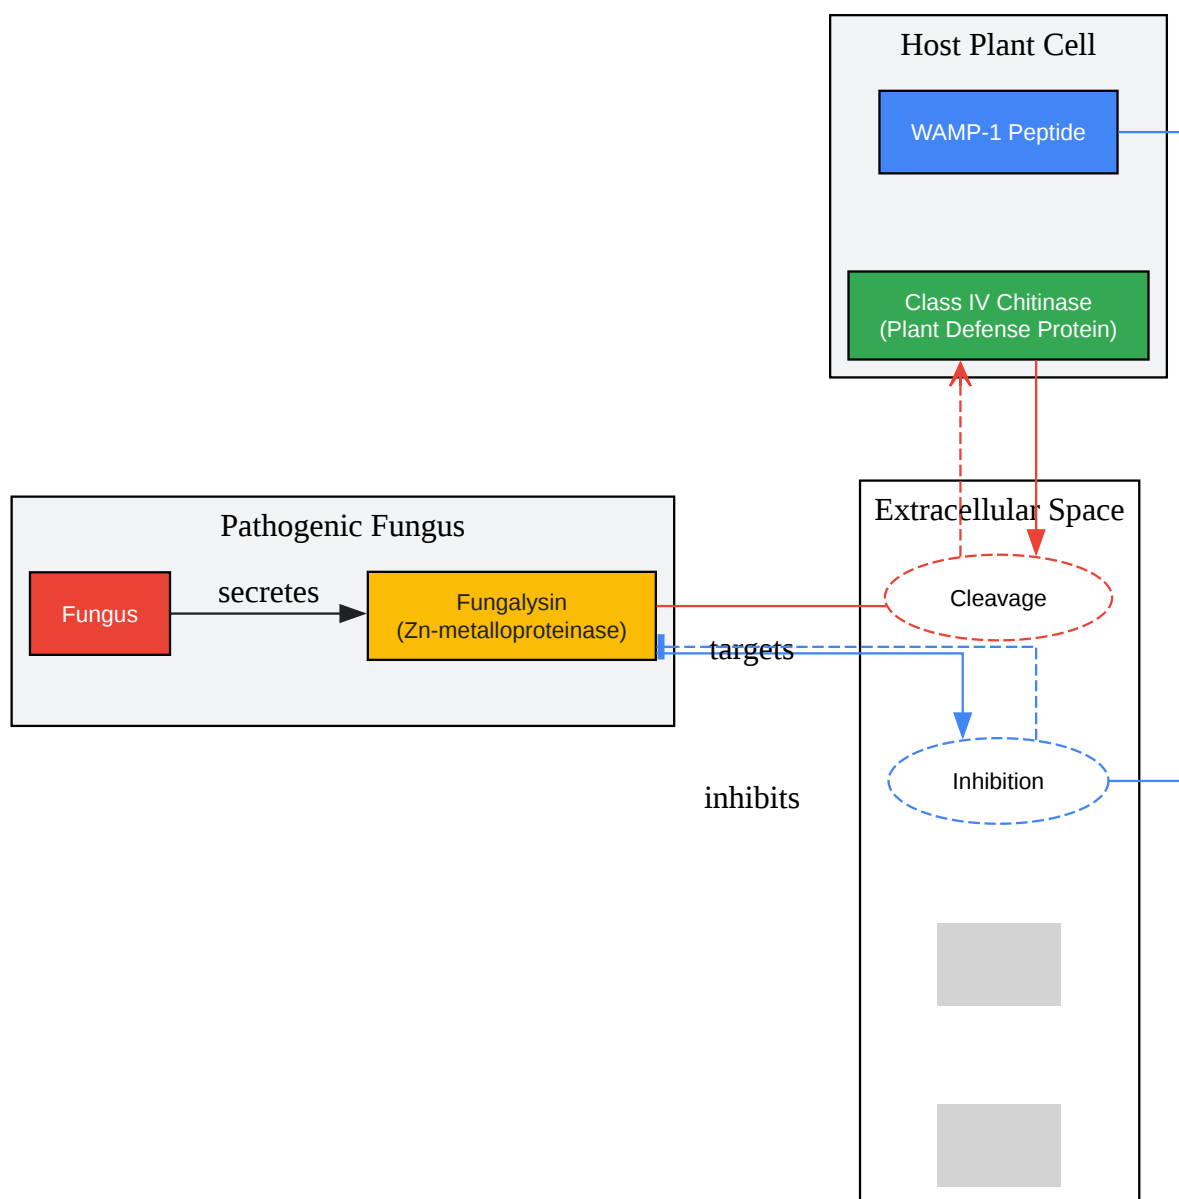 Host Plant Cell
WAMP-1 Peptide
Class IV Chitinase
(Plant Defense Protein)
Pathogenic Fungus
Extracellular Space
Fungus
secretes
Fungalysin
(Zn-metalloproteinase)
Cleavage
targets
Inhibition
inhibits